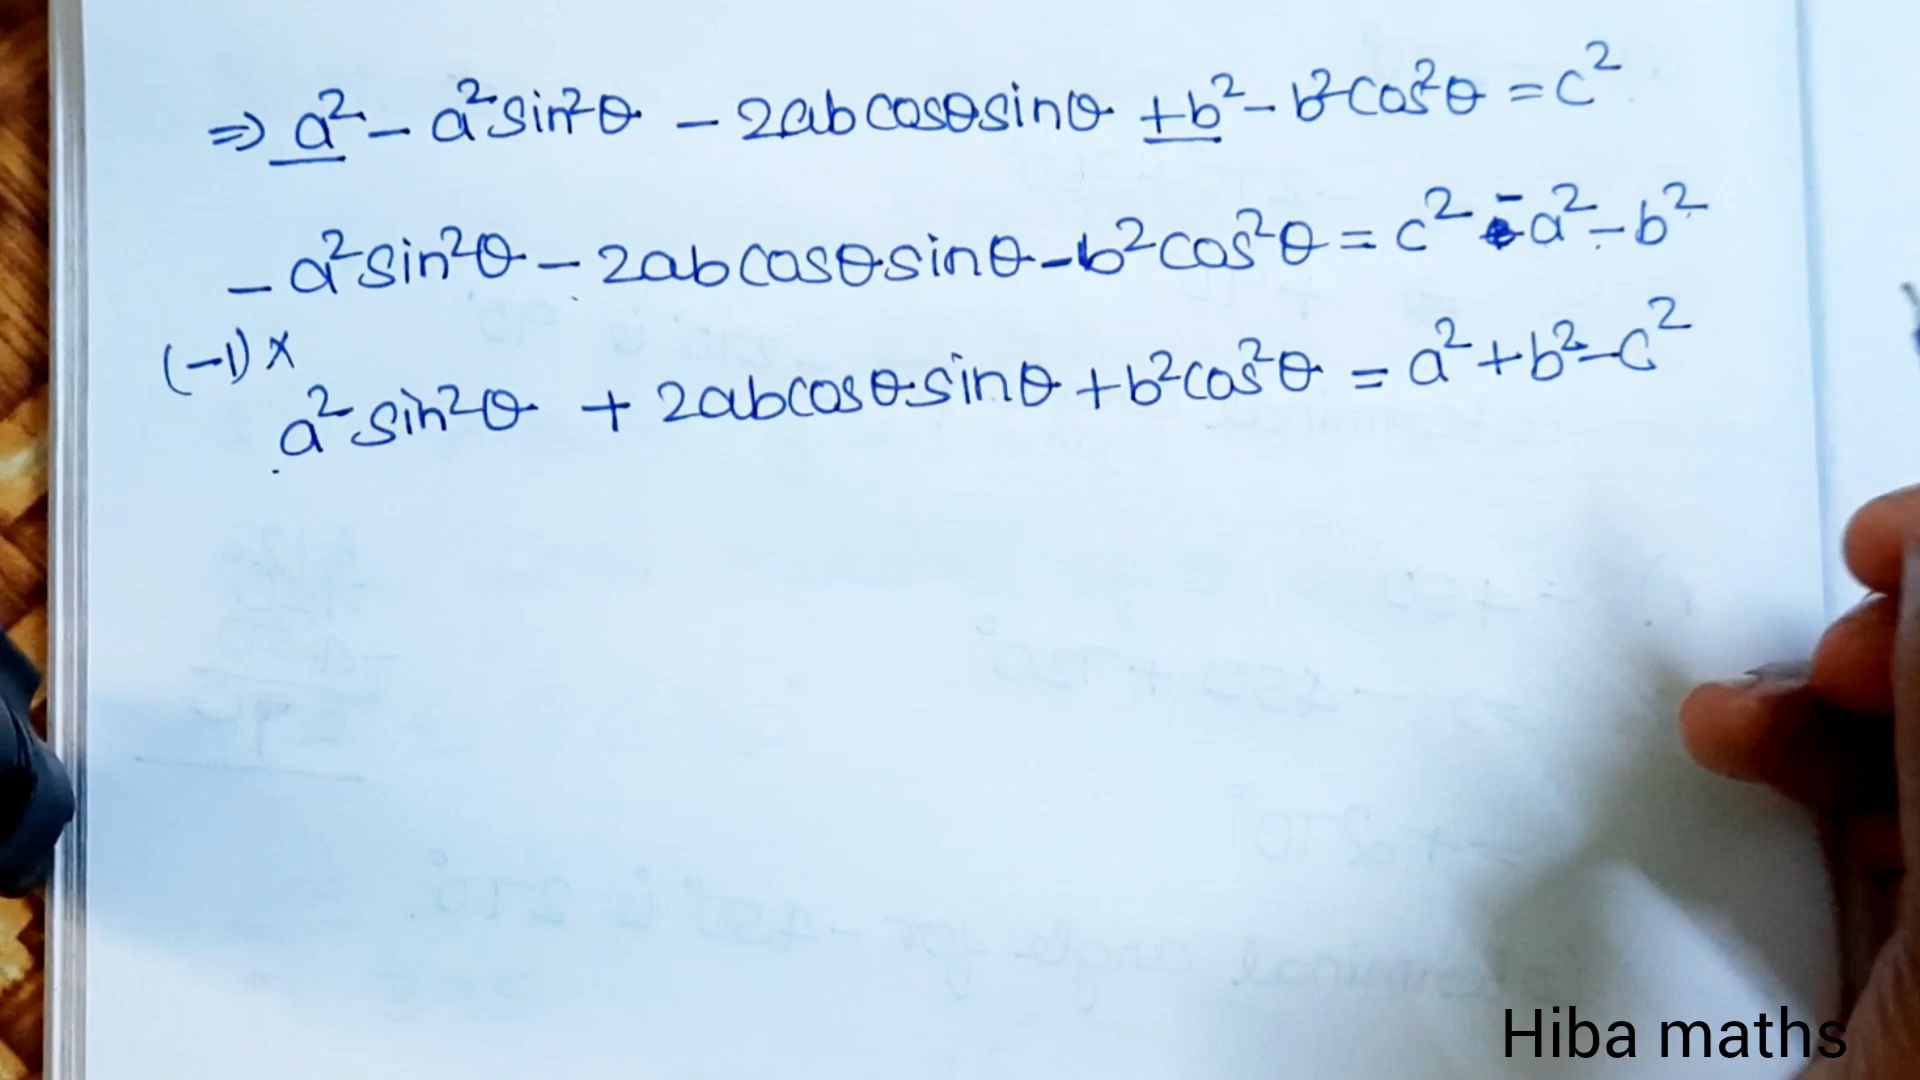 ⇒ a² - a²sin²θ - 2ab cosθ sinθ + b² - b²cos²θ = c²
- a²sin²θ - 2ab cosθ sinθ - b²cos²θ = c² - a² - b²
(-1) ×
a²sin²θ + 2ab cosθ sinθ + b²cos²θ = a² + b² - c²
Hiba maths